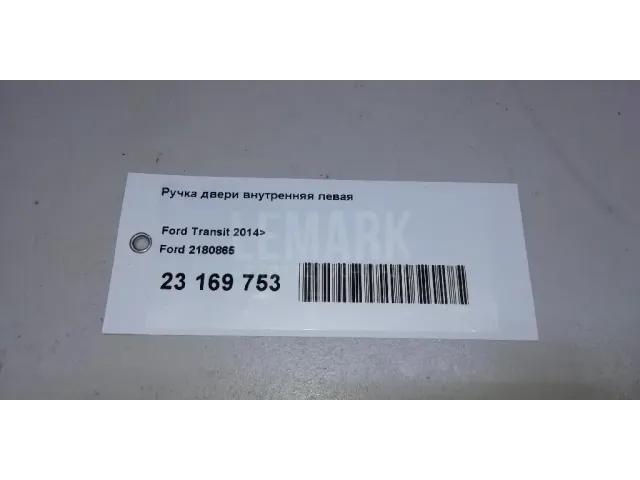 Ручка двери внутренняя левая
LEMARK
Ford Transit 2014>
Ford 2180865
23 169 753